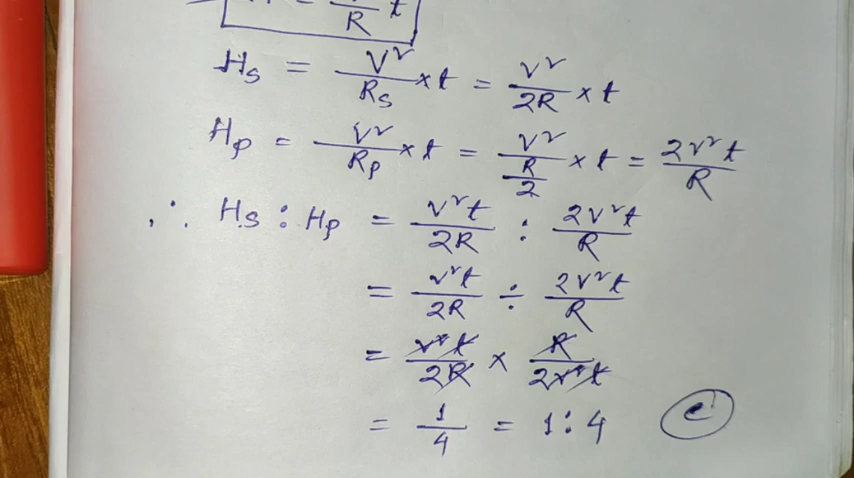 R t
Hs = V²/Rs × t = V²/2R × t
Hp = V²/Rp × t = V²/(R/2) × t = 2V²t/R
∴ Hs : Hp = V²t/2R : 2V²t/R
= V²t/2R ÷ 2V²t/R
= V²t/2R × R/2V²t
= 1/4 = 1:4 (c)